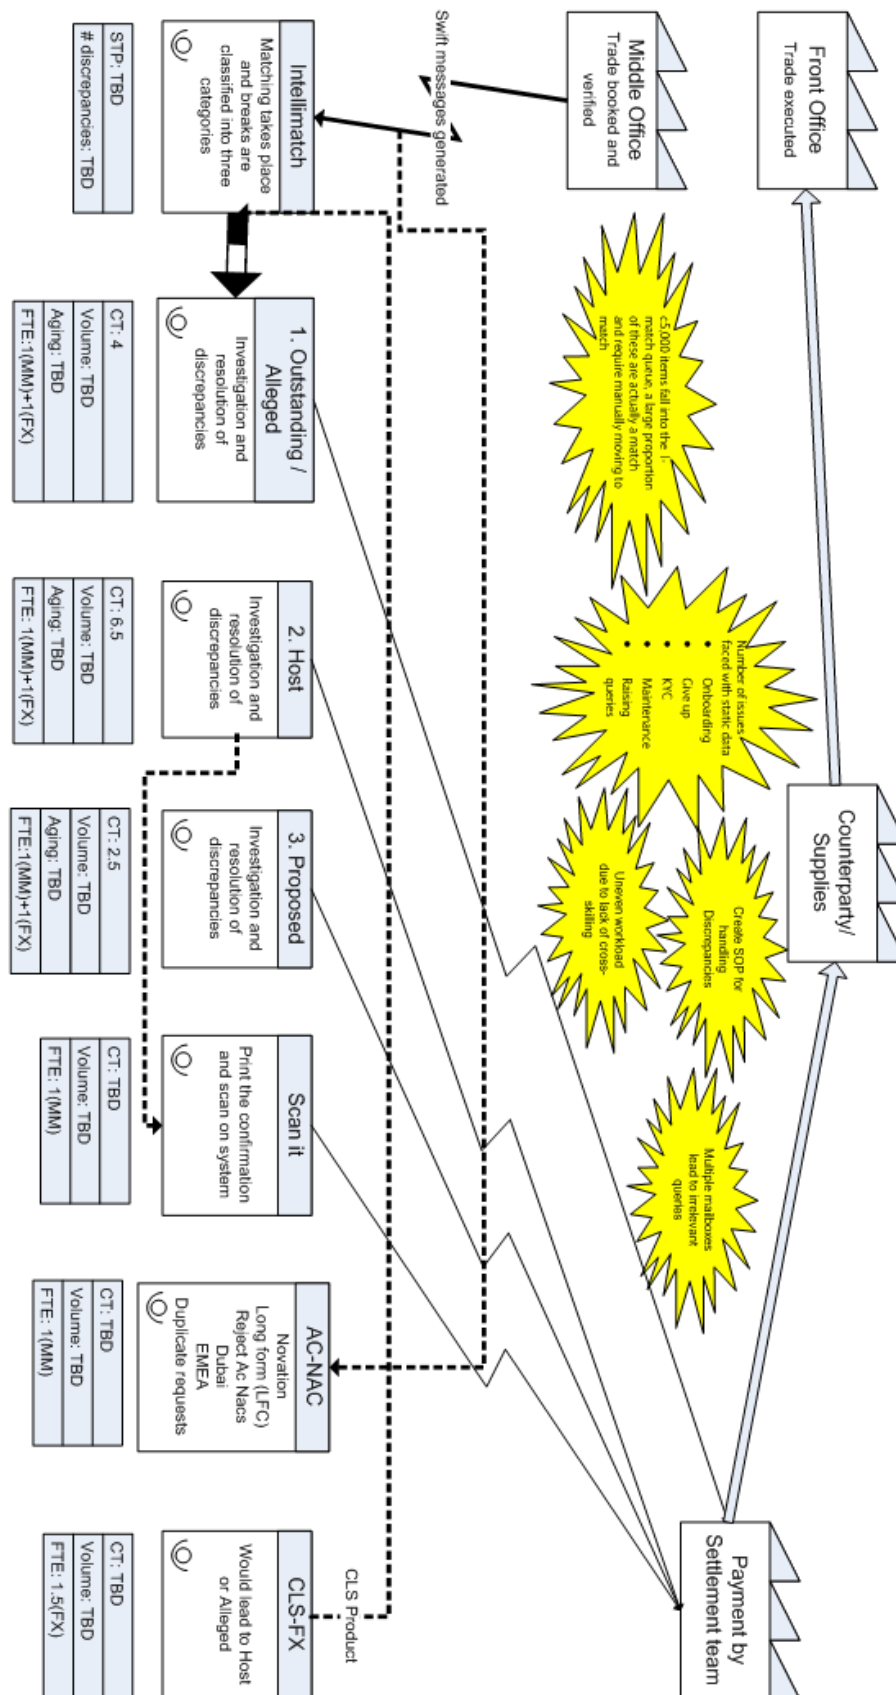 Front Office
Trade executed
Counterparty/
Supplies
Payment by
Settlement team
Middle Office
Trade booked and
verified
c5,000 items fall into the 1-
match queue, a large proportion
of these are actually a match
and require manually moving to
match
Number of issues
faced with static data
• Onboarding
• Give up
• KYC
• Maintenance
• Raising
queries
Create SOP for
handling
Discrepancies
Uneven workload
due to lack of cross-
skilling
Multiple mailboxes
lead to irrelevant
queries
Swift messages generated
CLS Product
Intellimatch
Matching takes place
and breaks are
classified into three
categories
STP: TBD
# discrepancies: TBD
1. Outstanding /
Alleged
Investigation and
resolution of
discrepancies
CT: 4
Volume: TBD
Aging: TBD
FTE:1(MM)+1(FX)
2. Host
Investigation and
resolution of
discrepancies
CT: 6.5
Volume: TBD
Aging: TBD
FTE: 1(MM)+1(FX)
3. Proposed
Investigation and
resolution of
discrepancies
CT: 2.5
Volume: TBD
Aging: TBD
FTE:1(MM)+1(FX)
Scan it
Print the confirmation
and scan on system
CT: TBD
Volume: TBD
FTE: 1(MM)
AC-NAC
Novation
Long form (LFC)
Reject Ac Nacs
Dubai
EMEA
Duplicate requests
CT: TBD
Volume: TBD
FTE: 1(MM)
CLS-FX
Would lead to Host
or Alleged
CT: TBD
Volume: TBD
FTE: 1.5(FX)